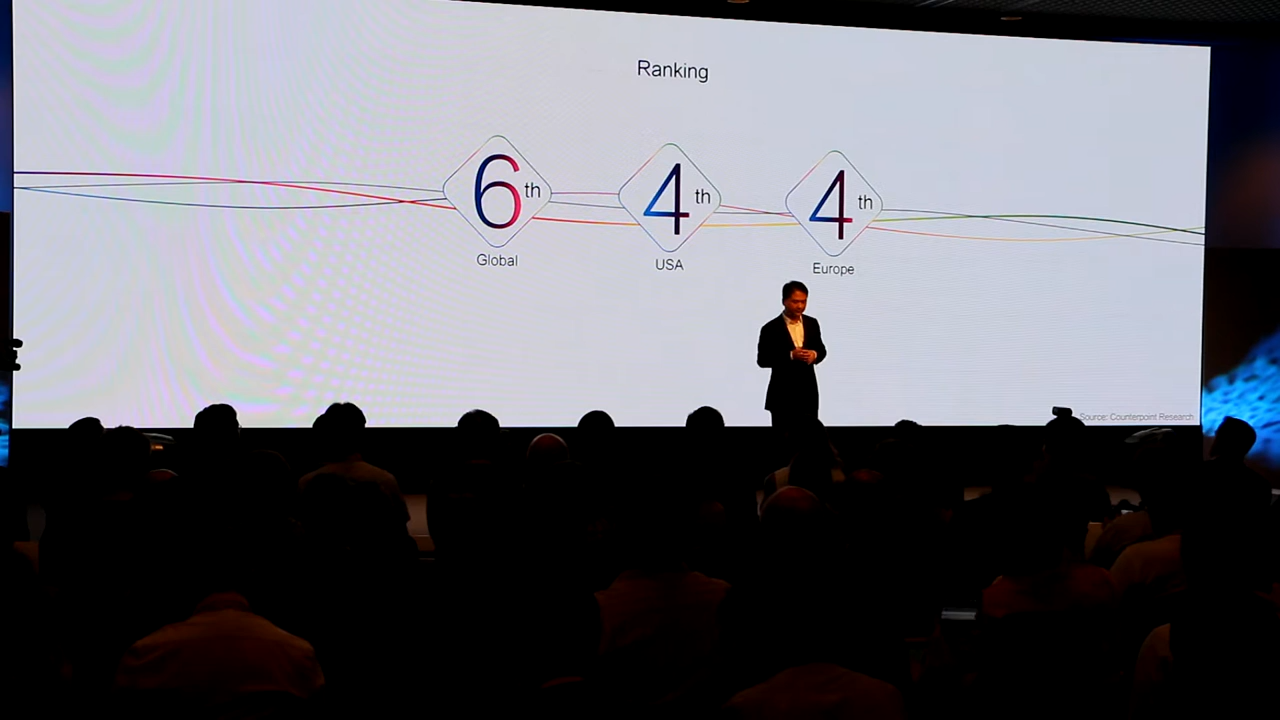 Ranking
6th
4th
4th
Global
USA
Europe
Source: Counterpoint Research